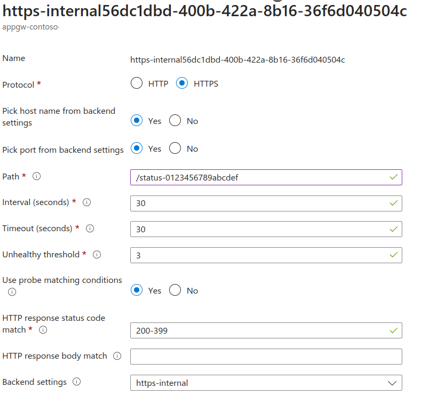 https-internal56dc1dbd-400b-422a-8b16-36f6d040504c
appgw-contoso-
Name
https-internal56dc1dbd-400b-422a-8b16-36f6d040504c
Protocol *
HTTP HTTPS
Pick host name from backend
settings
Yes No
Pick port from backend settings
Yes No
Path *
/status-0123456789abcdef
Interval (seconds) *
30
Timeout (seconds) *
30
Unhealthy threshold *
3
Use probe matching conditions
Yes No
HTTP response status code
match *
200-399
HTTP response body match
Backend settings
https-internal